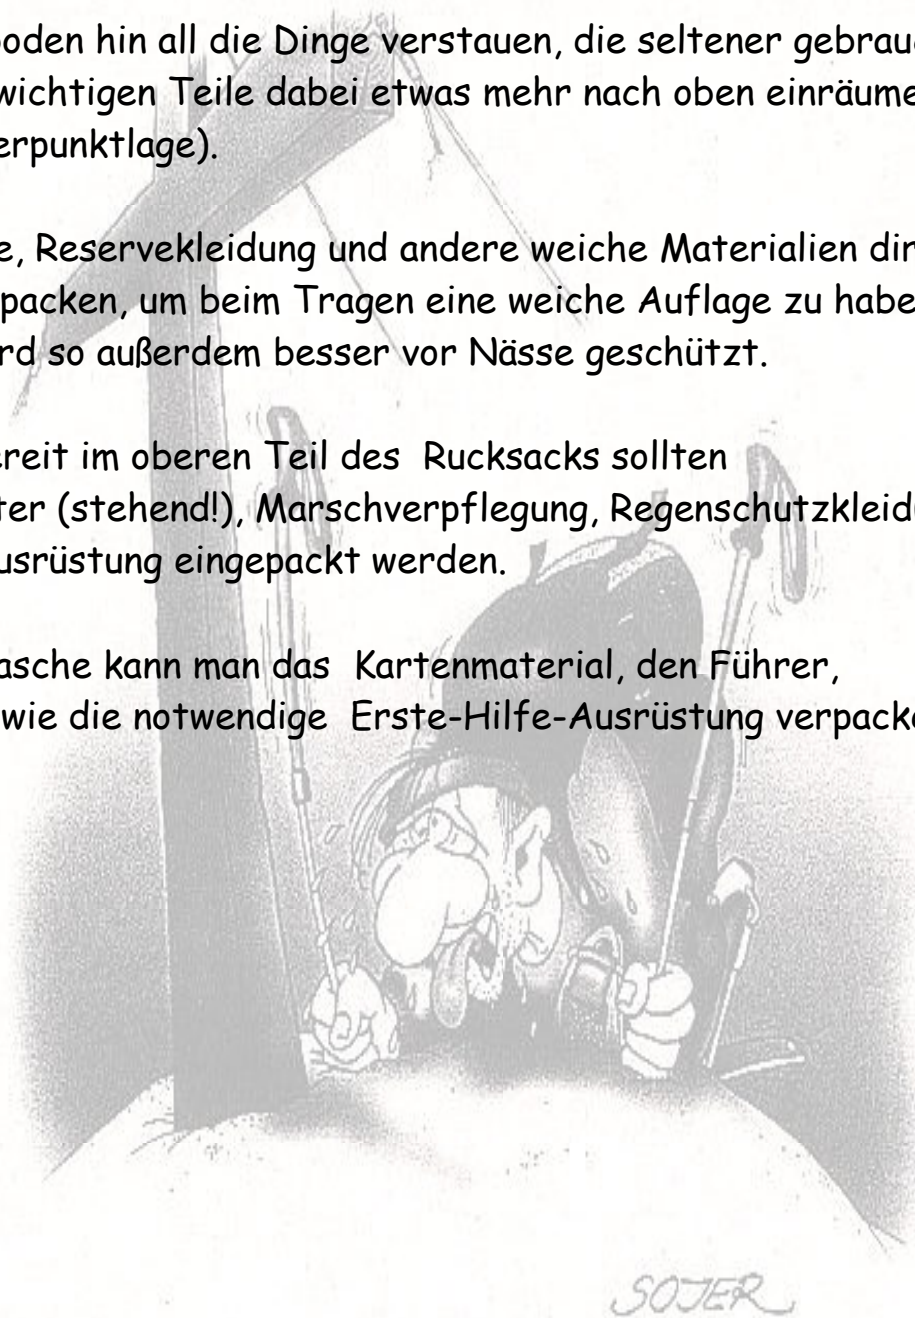 boden hin all die Dinge verstauen, die seltener gebrau
wichtigen Teile dabei etwas mehr nach oben einräume
erpunktlage).
e, Reservekleidung und andere weiche Materialien dir
packen, um beim Tragen eine weiche Auflage zu habe
rd so außerdem besser vor Nässe geschützt.
ereit im oberen Teil des Rucksacks sollten
ter (stehend!), Marschverpflegung, Regenschutzkleid
usrüstung eingepackt werden.
asche kann man das Kartenmaterial, den Führer,
wie die notwendige Erste-Hilfe-Ausrüstung verpack
SOJER